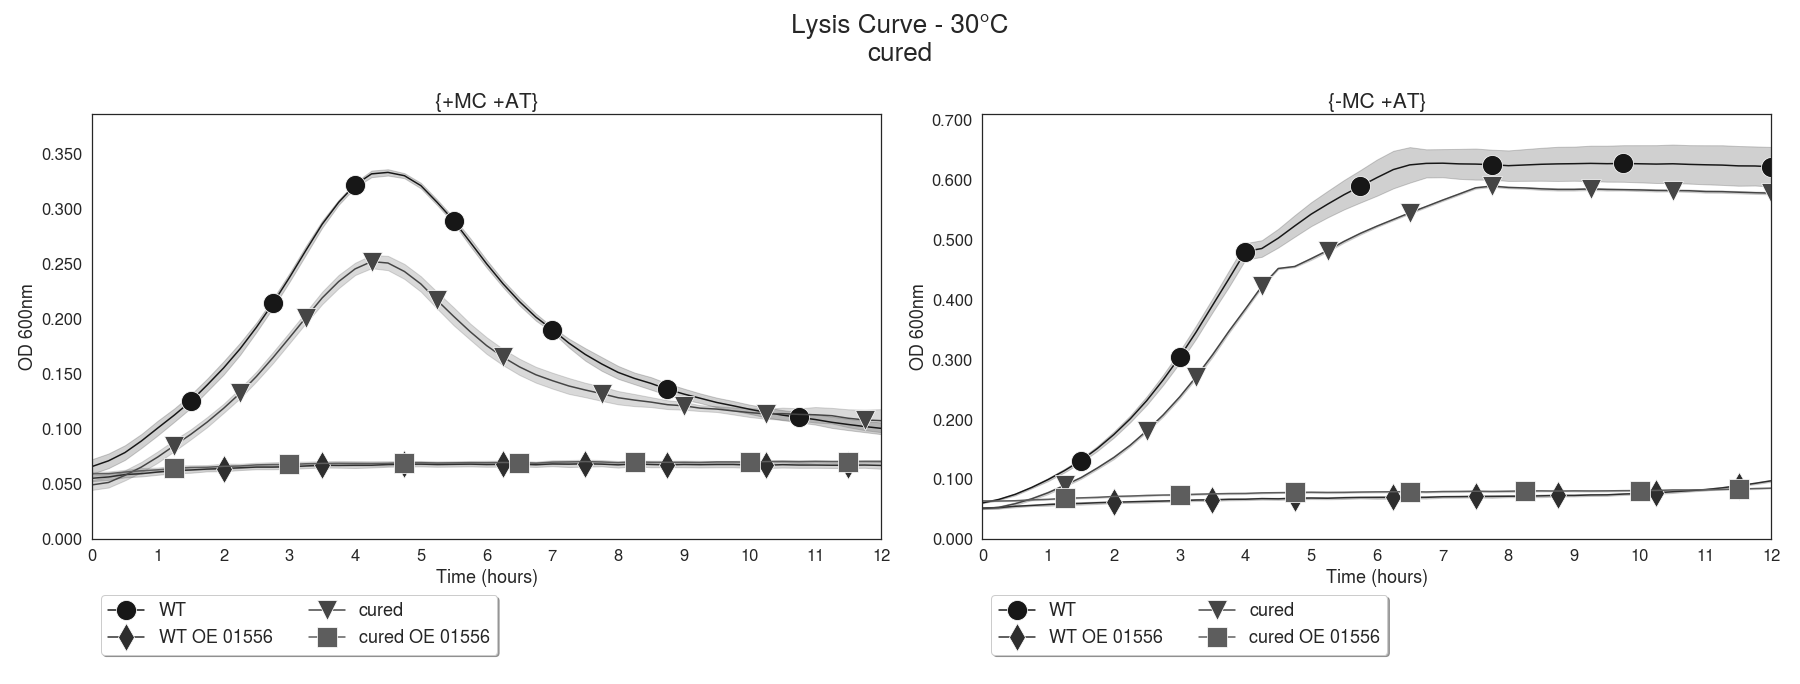 Lysis Curve - 30°C
cured
{+MC +AT}
0.350
0.300
0.250
0.200
0.150
0.100
0.050
0.000
OD 600nm
0 1 2 3 4 5 6 7 8 9 10 11 12
Time (hours)
WT cured
WT OE 01556 cured OE 01556
{-MC +AT}
0.700
0.600
0.500
0.400
0.300
0.200
0.100
0.000
OD 600nm
0 1 2 3 4 5 6 7 8 9 10 11 12
Time (hours)
WT cured
WT OE 01556 cured OE 01556